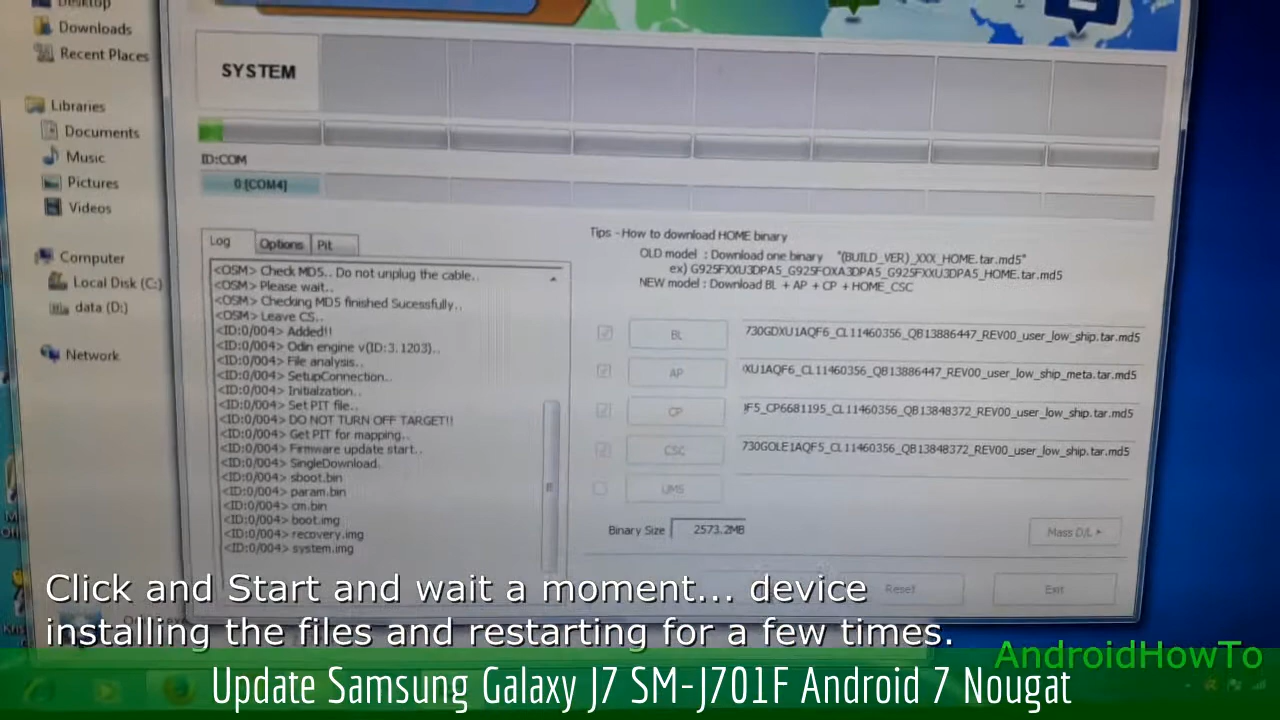 Desktop
Downloads
Recent Places
Libraries
Documents
Music
Pictures
Videos
Computer
Local Disk (C:)
data (D:)
Network
SYSTEM
ID:COM
0 [COM4]
Log
Options
Pit
<OSM> Check MD5.. Do not unplug the cable..
<OSM> Please wait..
<OSM> Checking MD5 finished Sucessfully..
<OSM> Leave CS..
<ID:0/004> Added!!
<ID:0/004> Odin engine v(ID:3.1203)..
<ID:0/004> File analysis..
<ID:0/004> SetupConnection..
<ID:0/004> Initialzation..
<ID:0/004> Set PIT file..
<ID:0/004> DO NOT TURN OFF TARGET!!
<ID:0/004> Get PIT for mapping..
<ID:0/004> Firmware update start..
<ID:0/004> SingleDownload.
<ID:0/004> sboot.bin
<ID:0/004> param.bin
<ID:0/004> cm.bin
<ID:0/004> boot.img
<ID:0/004> recovery.img
<ID:0/004> system.img
Tips - How to download HOME binary
OLD model : Download one binary "(BUILD_VER)_XXX_HOME.tar.md5"
ex) G925FXXU3DPA5_G925FOXA3DPA5_G925FXXU3DPA5_HOME.tar.md5
NEW model : Download BL + AP + CP + HOME_CSC
BL 730GDXU1AQF6_CL11460356_QB13886447_REV00_user_low_ship.tar.md5
AP XU1AQF6_CL11460356_QB13886447_REV00_user_low_ship_meta.tar.md5
CP F5_CP6681195_CL11460356_QB13848372_REV00_user_low_ship.tar.md5
CSC 730GOLE1AQF5_CL11460356_QB13848372_REV00_user_low_ship.tar.md5
UMS
Binary Size 2573.2MB
Mass D/L
Reset
Exit
Click and Start and wait a moment... device
installing the files and restarting for a few times.
AndroidHowTo
Update Samsung Galaxy J7 SM-J701F Android 7 Nougat